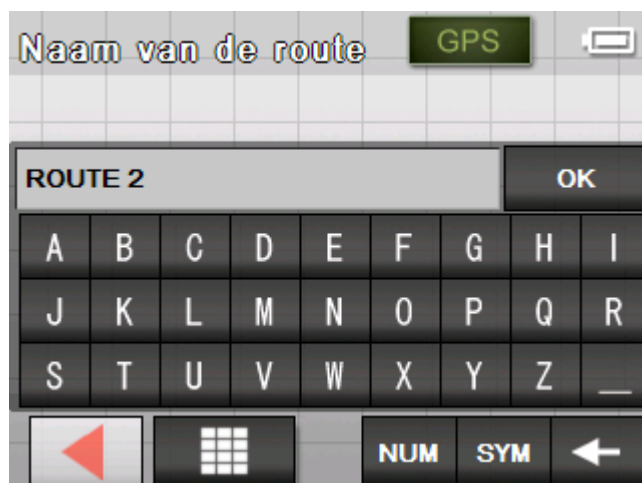 Naam van de route GPS
ROUTE 2 OK
A B C D E F G H I
J K L M N O P Q R
S T U V W X Y Z _
NUM SYM